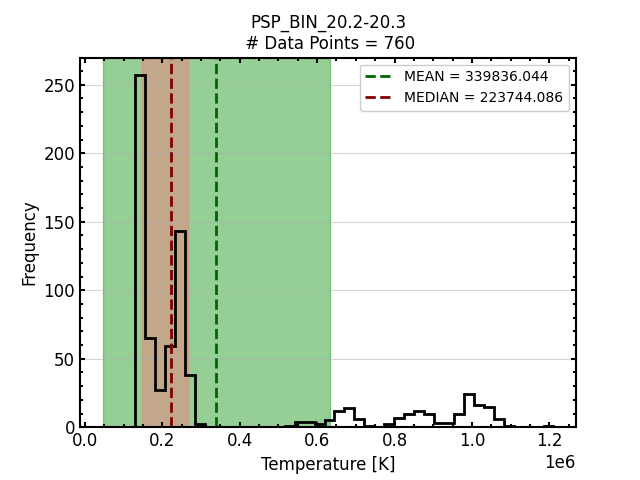 PSP_BIN_20.2-20.3
# Data Points = 760
MEAN = 339836.044
MEDIAN = 223744.086
Frequency
250
200
150
100
50
0
0.0 0.2 0.4 0.6 0.8 1.0 1.2
1e6
Temperature [K]